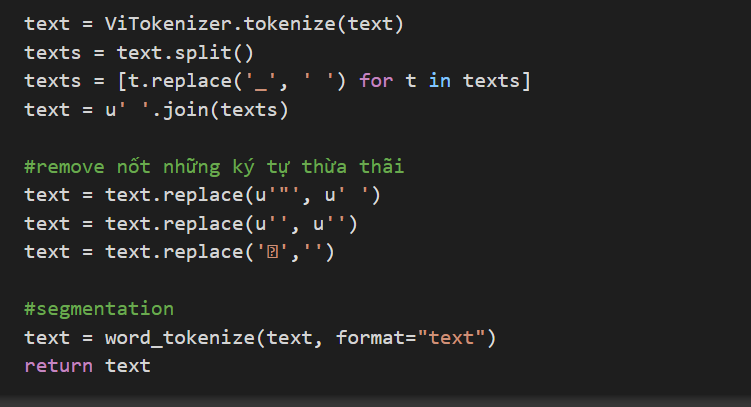 text = ViTokenizer.tokenize(text)
texts = text.split()
texts = [t.replace('_', ' ') for t in texts]
text = u' '.join(texts)
#remove nốt những ký tự thừa thãi
text = text.replace(u'"', u' ')
text = text.replace(u'', u'')
text = text.replace('','')
#segmentation
text = word_tokenize(text, format="text")
return text